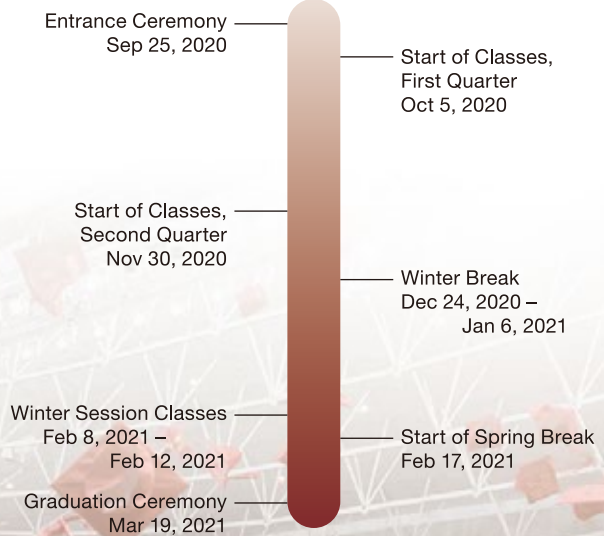 Entrance Ceremony
Sep 25, 2020
Start of Classes,
First Quarter
Oct 5, 2020
Start of Classes,
Second Quarter
Nov 30, 2020
Winter Break
Dec 24, 2020 –
Jan 6, 2021
Winter Session Classes
Feb 8, 2021 –
Feb 12, 2021
Start of Spring Break
Feb 17, 2021
Graduation Ceremony
Mar 19, 2021